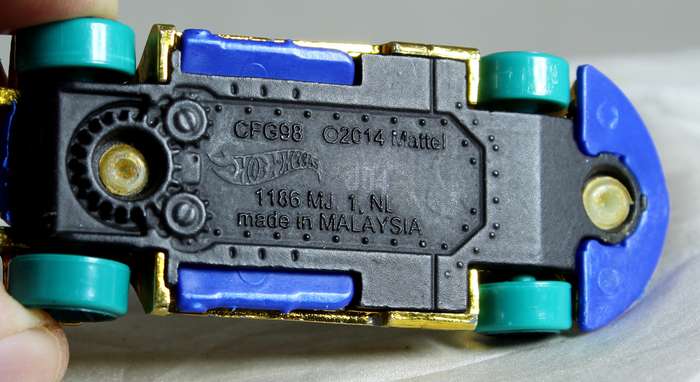 CFG98 ©2014 Mattel
HOT WHEELS
1186 MJ, 1, NL
made in MALAYSIA